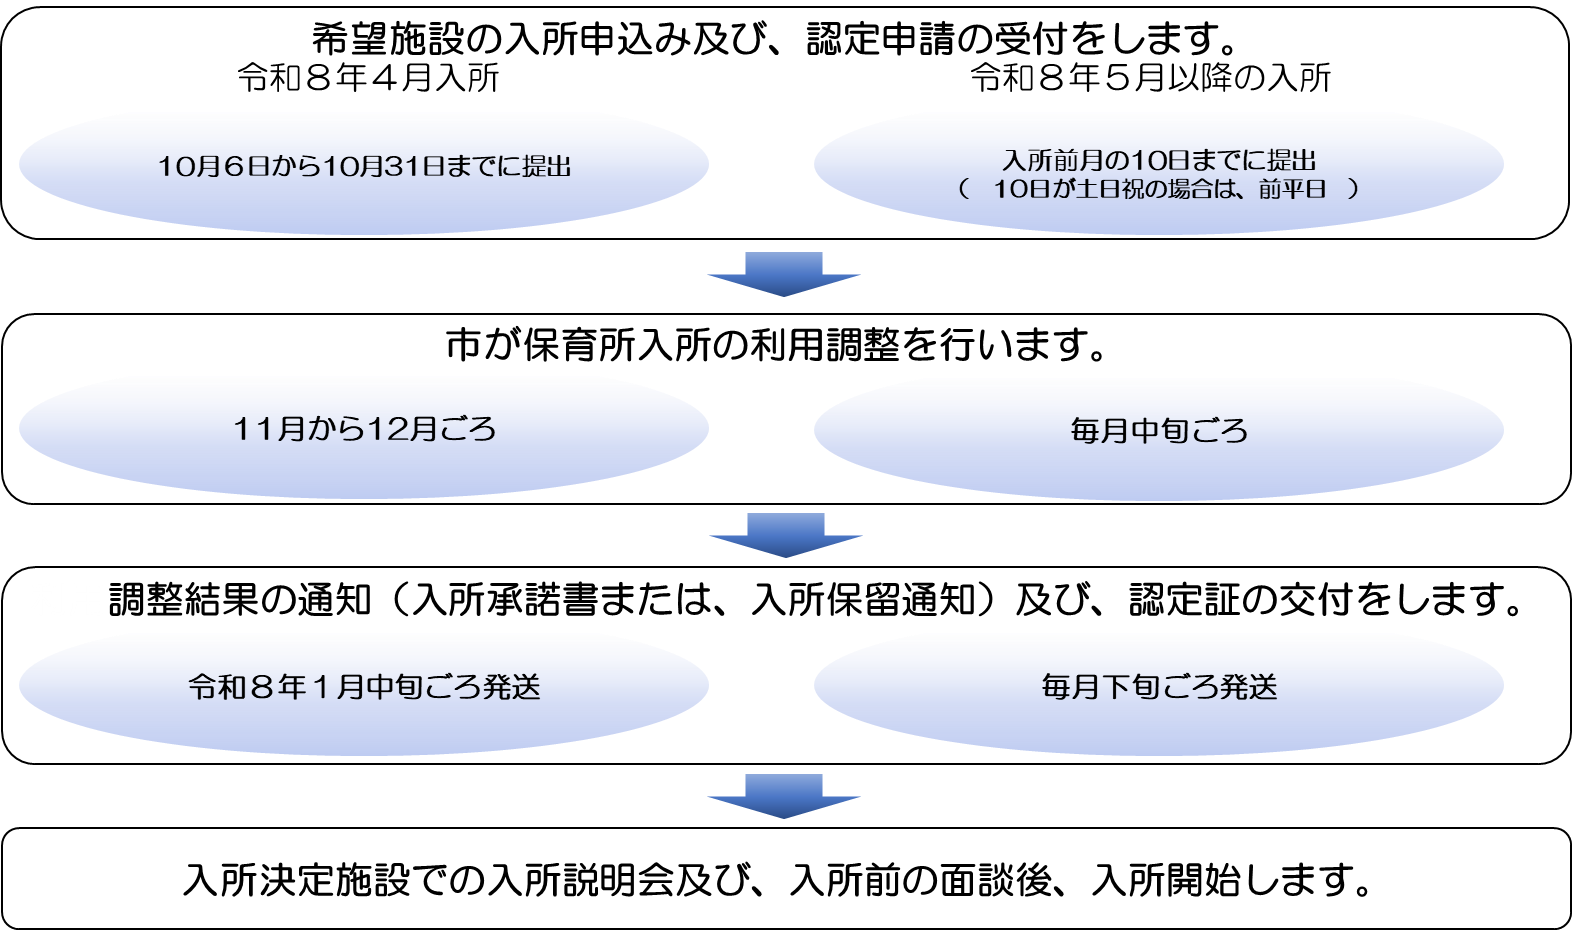 希望施設の入所申込み及び、認定申請の受付をします。
令和８年４月入所
令和８年５月以降の入所
10月６日から10月31日までに提出
入所前月の10日までに提出
（　10日が土日祝の場合は、前平日　）
市が保育所入所の利用調整を行います。
11月から12月ごろ
毎月中旬ごろ
調整結果の通知（入所承諾書または、入所保留通知）及び、認定証の交付をします。
令和８年１月中旬ごろ発送
毎月下旬ごろ発送
入所決定施設での入所説明会及び、入所前の面談後、入所開始します。